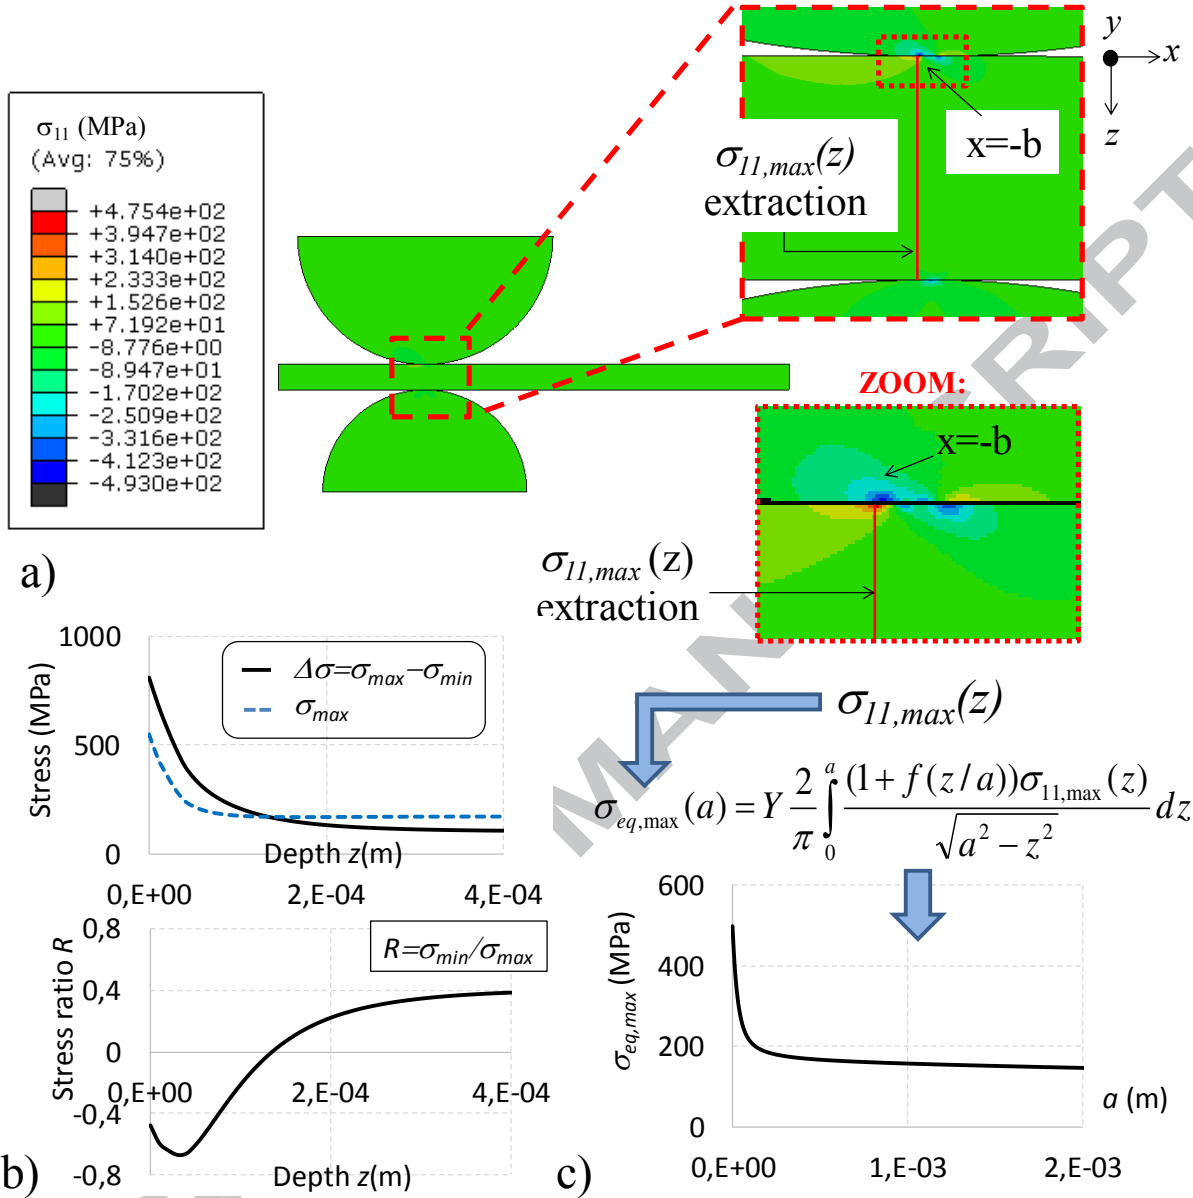 y
x
z
σ11 (MPa)
(Avg: 75%)
+4.754e+02
+3.947e+02
+3.140e+02
+2.333e+02
+1.526e+02
+7.192e+01
-8.776e+00
-8.947e+01
-1.702e+02
-2.509e+02
-3.316e+02
-4.123e+02
-4.930e+02
σ11,max(z)
extraction
x=-b
ZOOM:
x=-b
σ11,max (z)
extraction
a)
1000
500
0
Stress (MPa)
Δσ=σmax−σmin
σmax
Depth z(m)
0,E+00 2,E-04 4,E-04
0,8
0,4
0
-0,4
-0,8
Stress ratio R
R=σmin/σmax
0,E+00 2,E-04 4,E-04
Depth z(m)
b)
σ11,max(z)
σeq,max(a) = Y 2/π ∫0a (1+ f(z/a))σ11,max(z) / √(a2 − z2) dz
600
400
200
0
σeq,max (MPa)
a (m)
0,E+00 1,E-03 2,E-03
c)
MAN SCRIPT